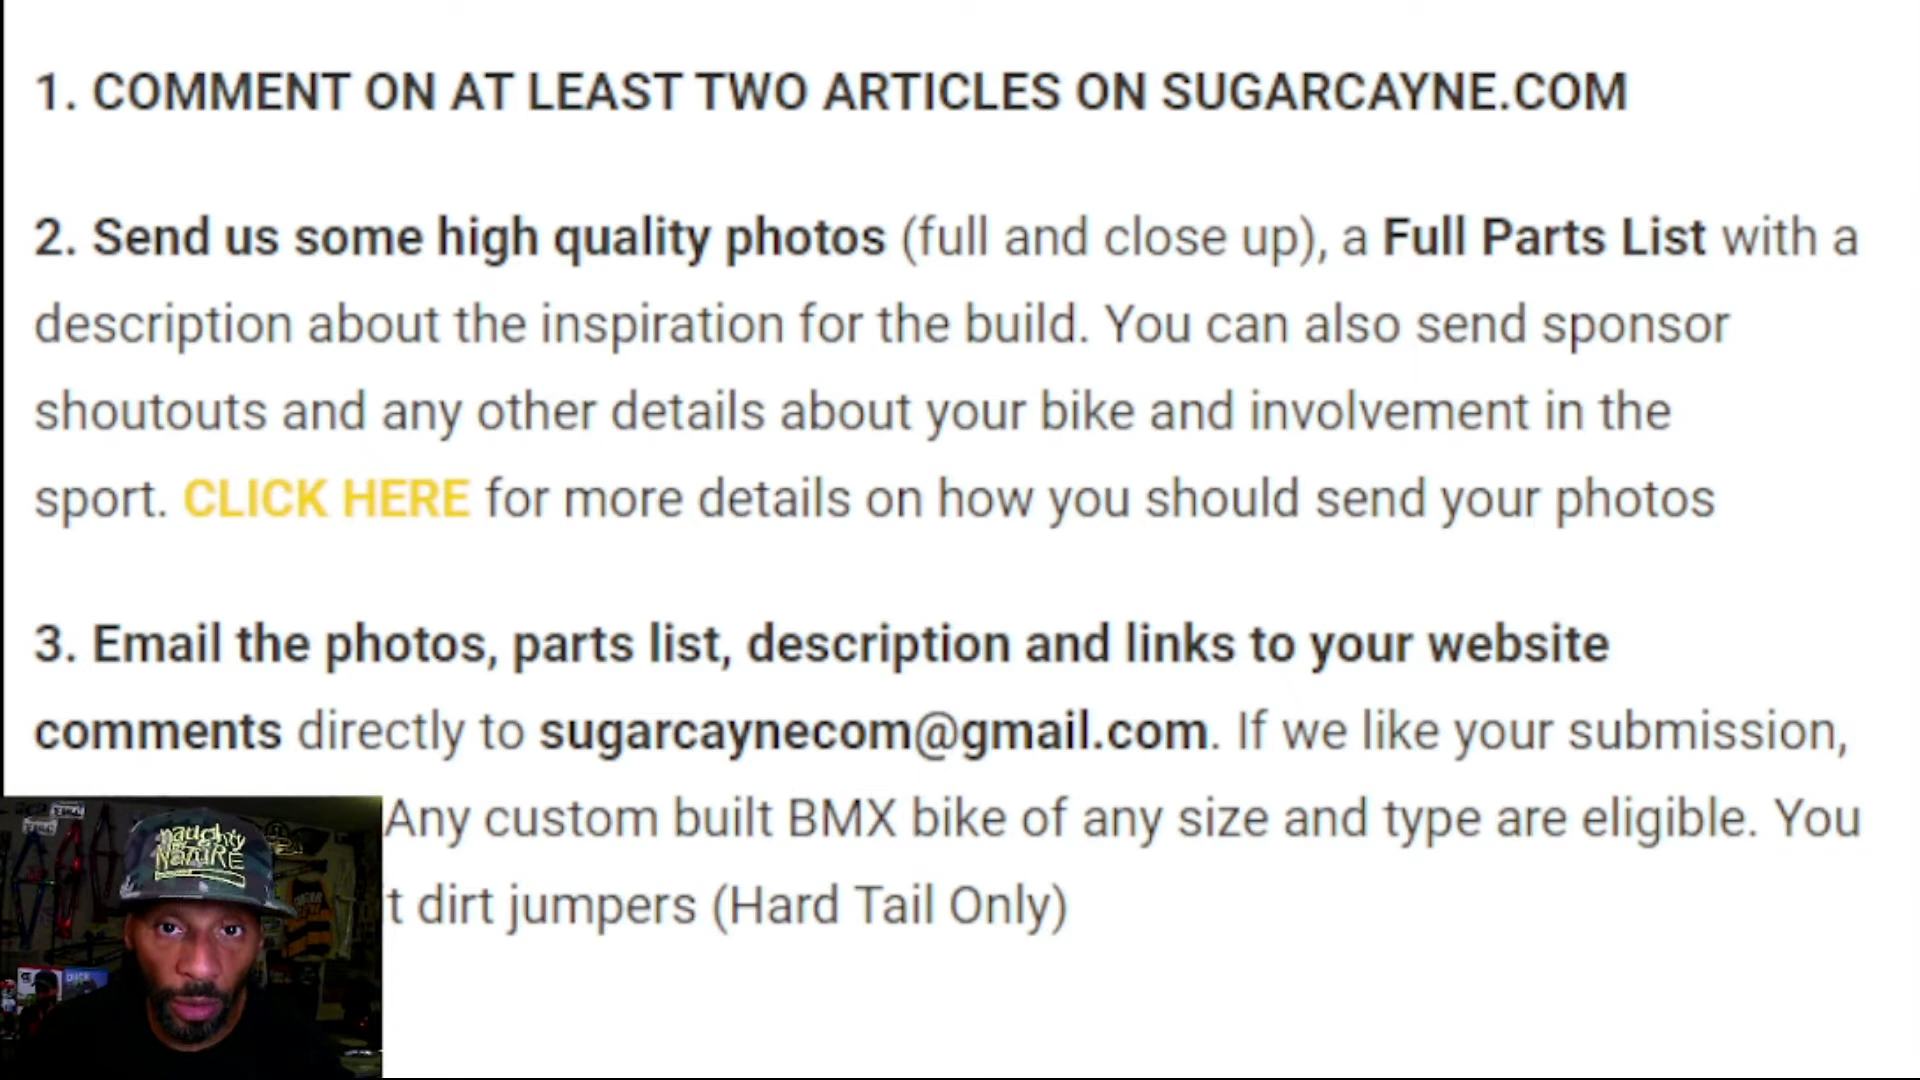 1. COMMENT ON AT LEAST TWO ARTICLES ON SUGARCAYNE.COM
2. Send us some high quality photos (full and close up), a Full Parts List with a
description about the inspiration for the build. You can also send sponsor
shoutouts and any other details about your bike and involvement in the
sport. CLICK HERE for more details on how you should send your photos
3. Email the photos, parts list, description and links to your website
comments directly to sugarcaynecom@gmail.com. If we like your submission,
Any custom built BMX bike of any size and type are eligible. You
t dirt jumpers (Hard Tail Only)
naughty
NATURE